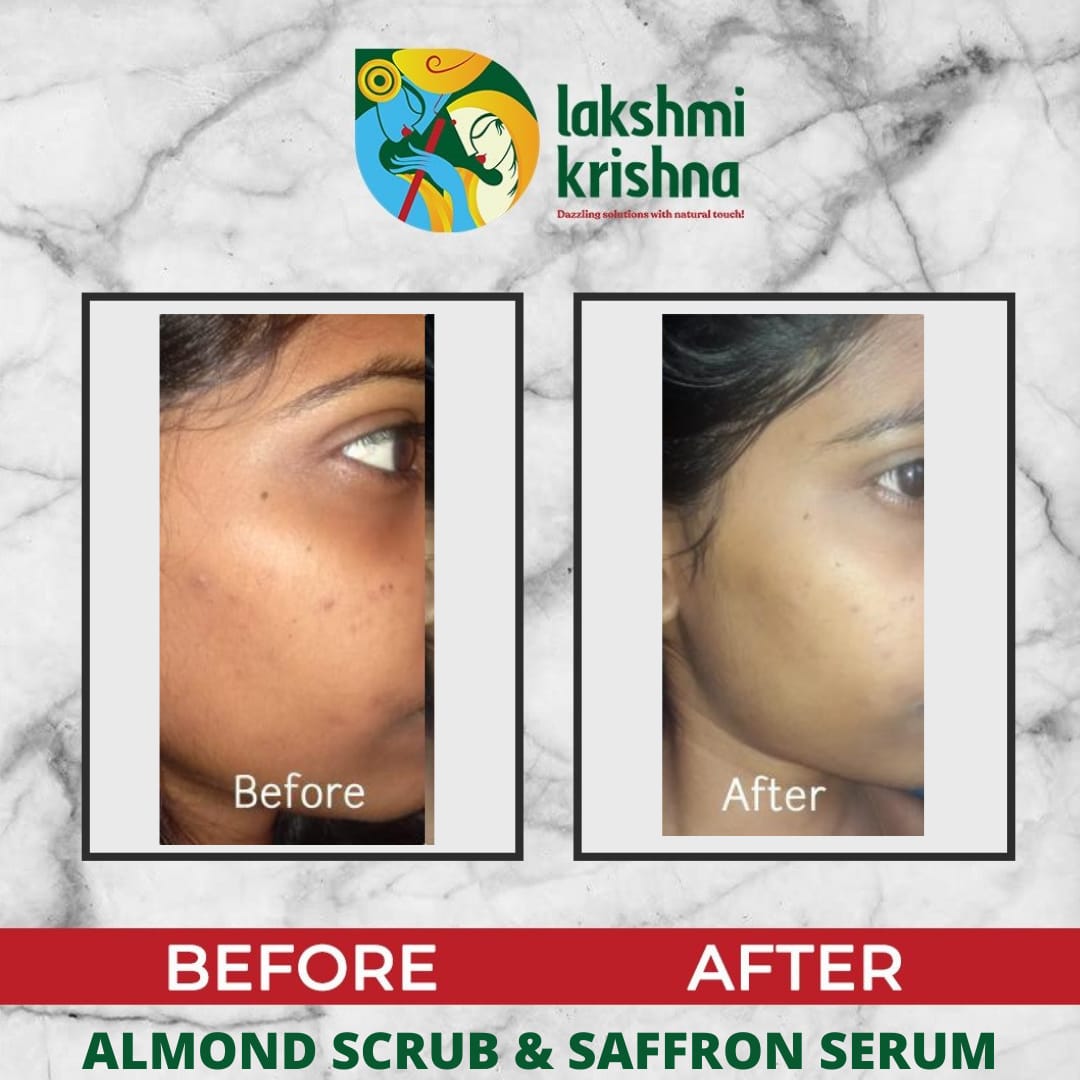 lakshmi
krishna
Dazzling solutions with natural touch!
Before
After
BEFORE
AFTER
ALMOND SCRUB & SAFFRON SERUM